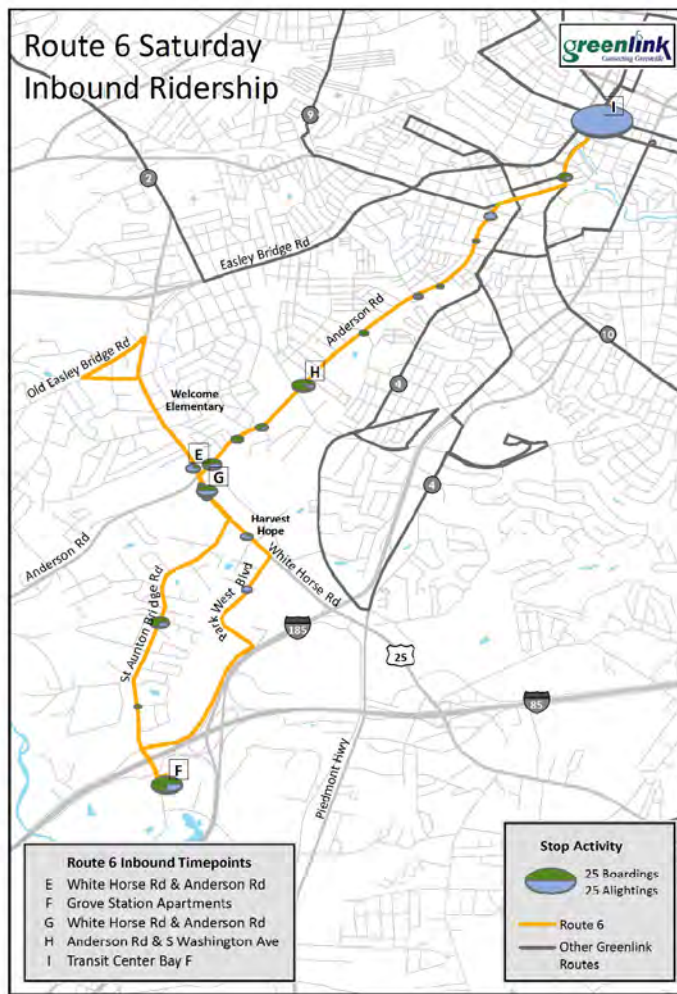 Route 6 Saturday
Inbound Ridership
greenlink
Connecting Greenville
I
9
2
Easley Bridge Rd
Anderson Rd
10
Old Easley Bridge Rd
H
4
Welcome
Elementary
E
G
4
Harvest
Hope
Anderson Rd
White Horse Rd
St Aunton Bridge Rd
Park West Blvd
185
25
85
F
Piedmont Hwy
Route 6 Inbound Timepoints
E White Horse Rd & Anderson Rd
F Grove Station Apartments
G White Horse Rd & Anderson Rd
H Anderson Rd & S Washington Ave
I Transit Center Bay F
Stop Activity
25 Boardings
25 Alightings
Route 6
Other Greenlink
Routes